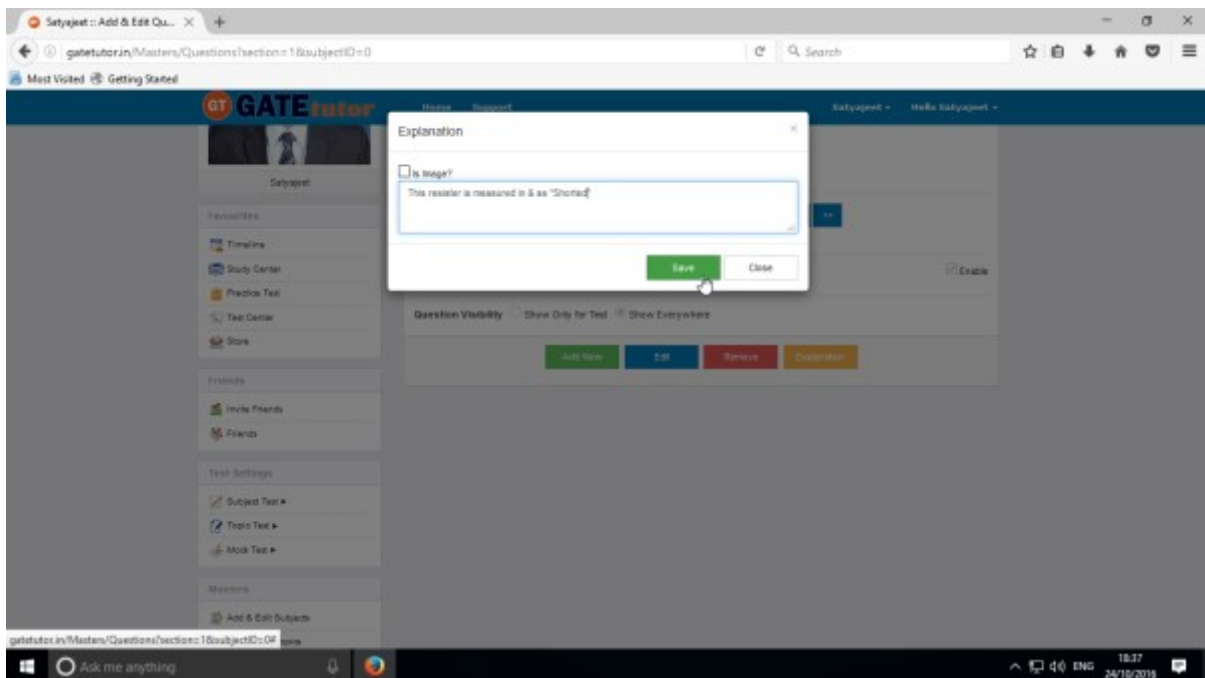 Satyajeet :: Add & Edit Qu...
gatetutor.in/Masters/Questions?section=1&subjectID=0
Search
Most Visited Getting Started
GT GATEtutor Home Support Satyajeet Hello Satyajeet
Explanation
Is Image?
This resister is measured in & as "Shorted"
>>
Save Close
Satyajeet
Favourites
Timeline
Study Center
Enable
Practice Test
Test Center
Question Visibility Show Only for Test Show Everywhere
Store
Add New Edit Remove Explanation
Friends
Invite Friends
Friends
Test Settings
Subject Test
Topic Test
Mock Test
Masters
Add & Edit Subjects
gatetutor.in/Masters/Questions?section=1&subjectID=0#
Ask me anything
ENG
18:37
24/10/2016